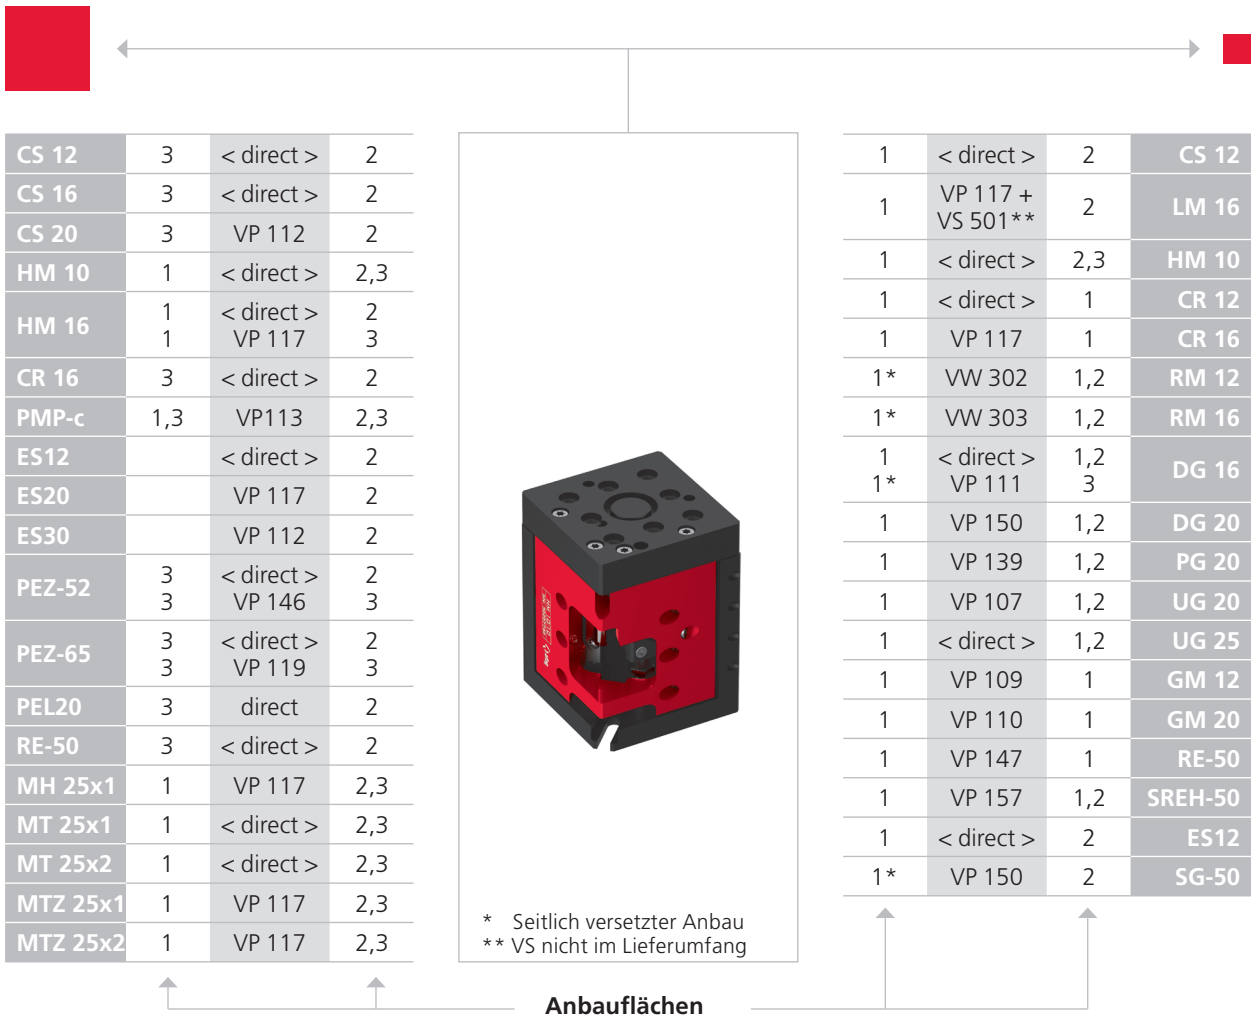 CS 12 3 < direct > 2
CS 16 3 < direct > 2
CS 20 3 VP 112 2
HM 10 1 < direct > 2,3
HM 16 1 < direct > 2
1 VP 117 3
CR 16 3 < direct > 2
PMP-c 1,3 VP113 2,3
ES12 < direct > 2
ES20 VP 117 2
ES30 VP 112 2
PEZ-52 3 < direct > 2
3 VP 146 3
PEZ-65 3 < direct > 2
3 VP 119 3
PEL20 3 direct 2
RE-50 3 < direct > 2
MH 25x1 1 VP 117 2,3
MT 25x1 1 < direct > 2,3
MT 25x2 1 < direct > 2,3
MTZ 25x1 1 VP 117 2,3
MTZ 25x2 1 VP 117 2,3
* Seitlich versetzter Anbau
** VS nicht im Lieferumfang
1 < direct > 2 CS 12
1 VP 117 + 2 LM 16
VS 501**
1 < direct > 2,3 HM 10
1 < direct > 1 CR 12
1 VP 117 1 CR 16
1* VW 302 1,2 RM 12
1* VW 303 1,2 RM 16
1 < direct > 1,2 DG 16
1* VP 111 3
1 VP 150 1,2 DG 20
1 VP 139 1,2 PG 20
1 VP 107 1,2 UG 20
1 < direct > 1,2 UG 25
1 VP 109 1 GM 12
1 VP 110 1 GM 20
1 VP 147 1 RE-50
1 VP 157 1,2 SREH-50
1 < direct > 2 ES12
1* VP 150 2 SG-50
Anbauflächen